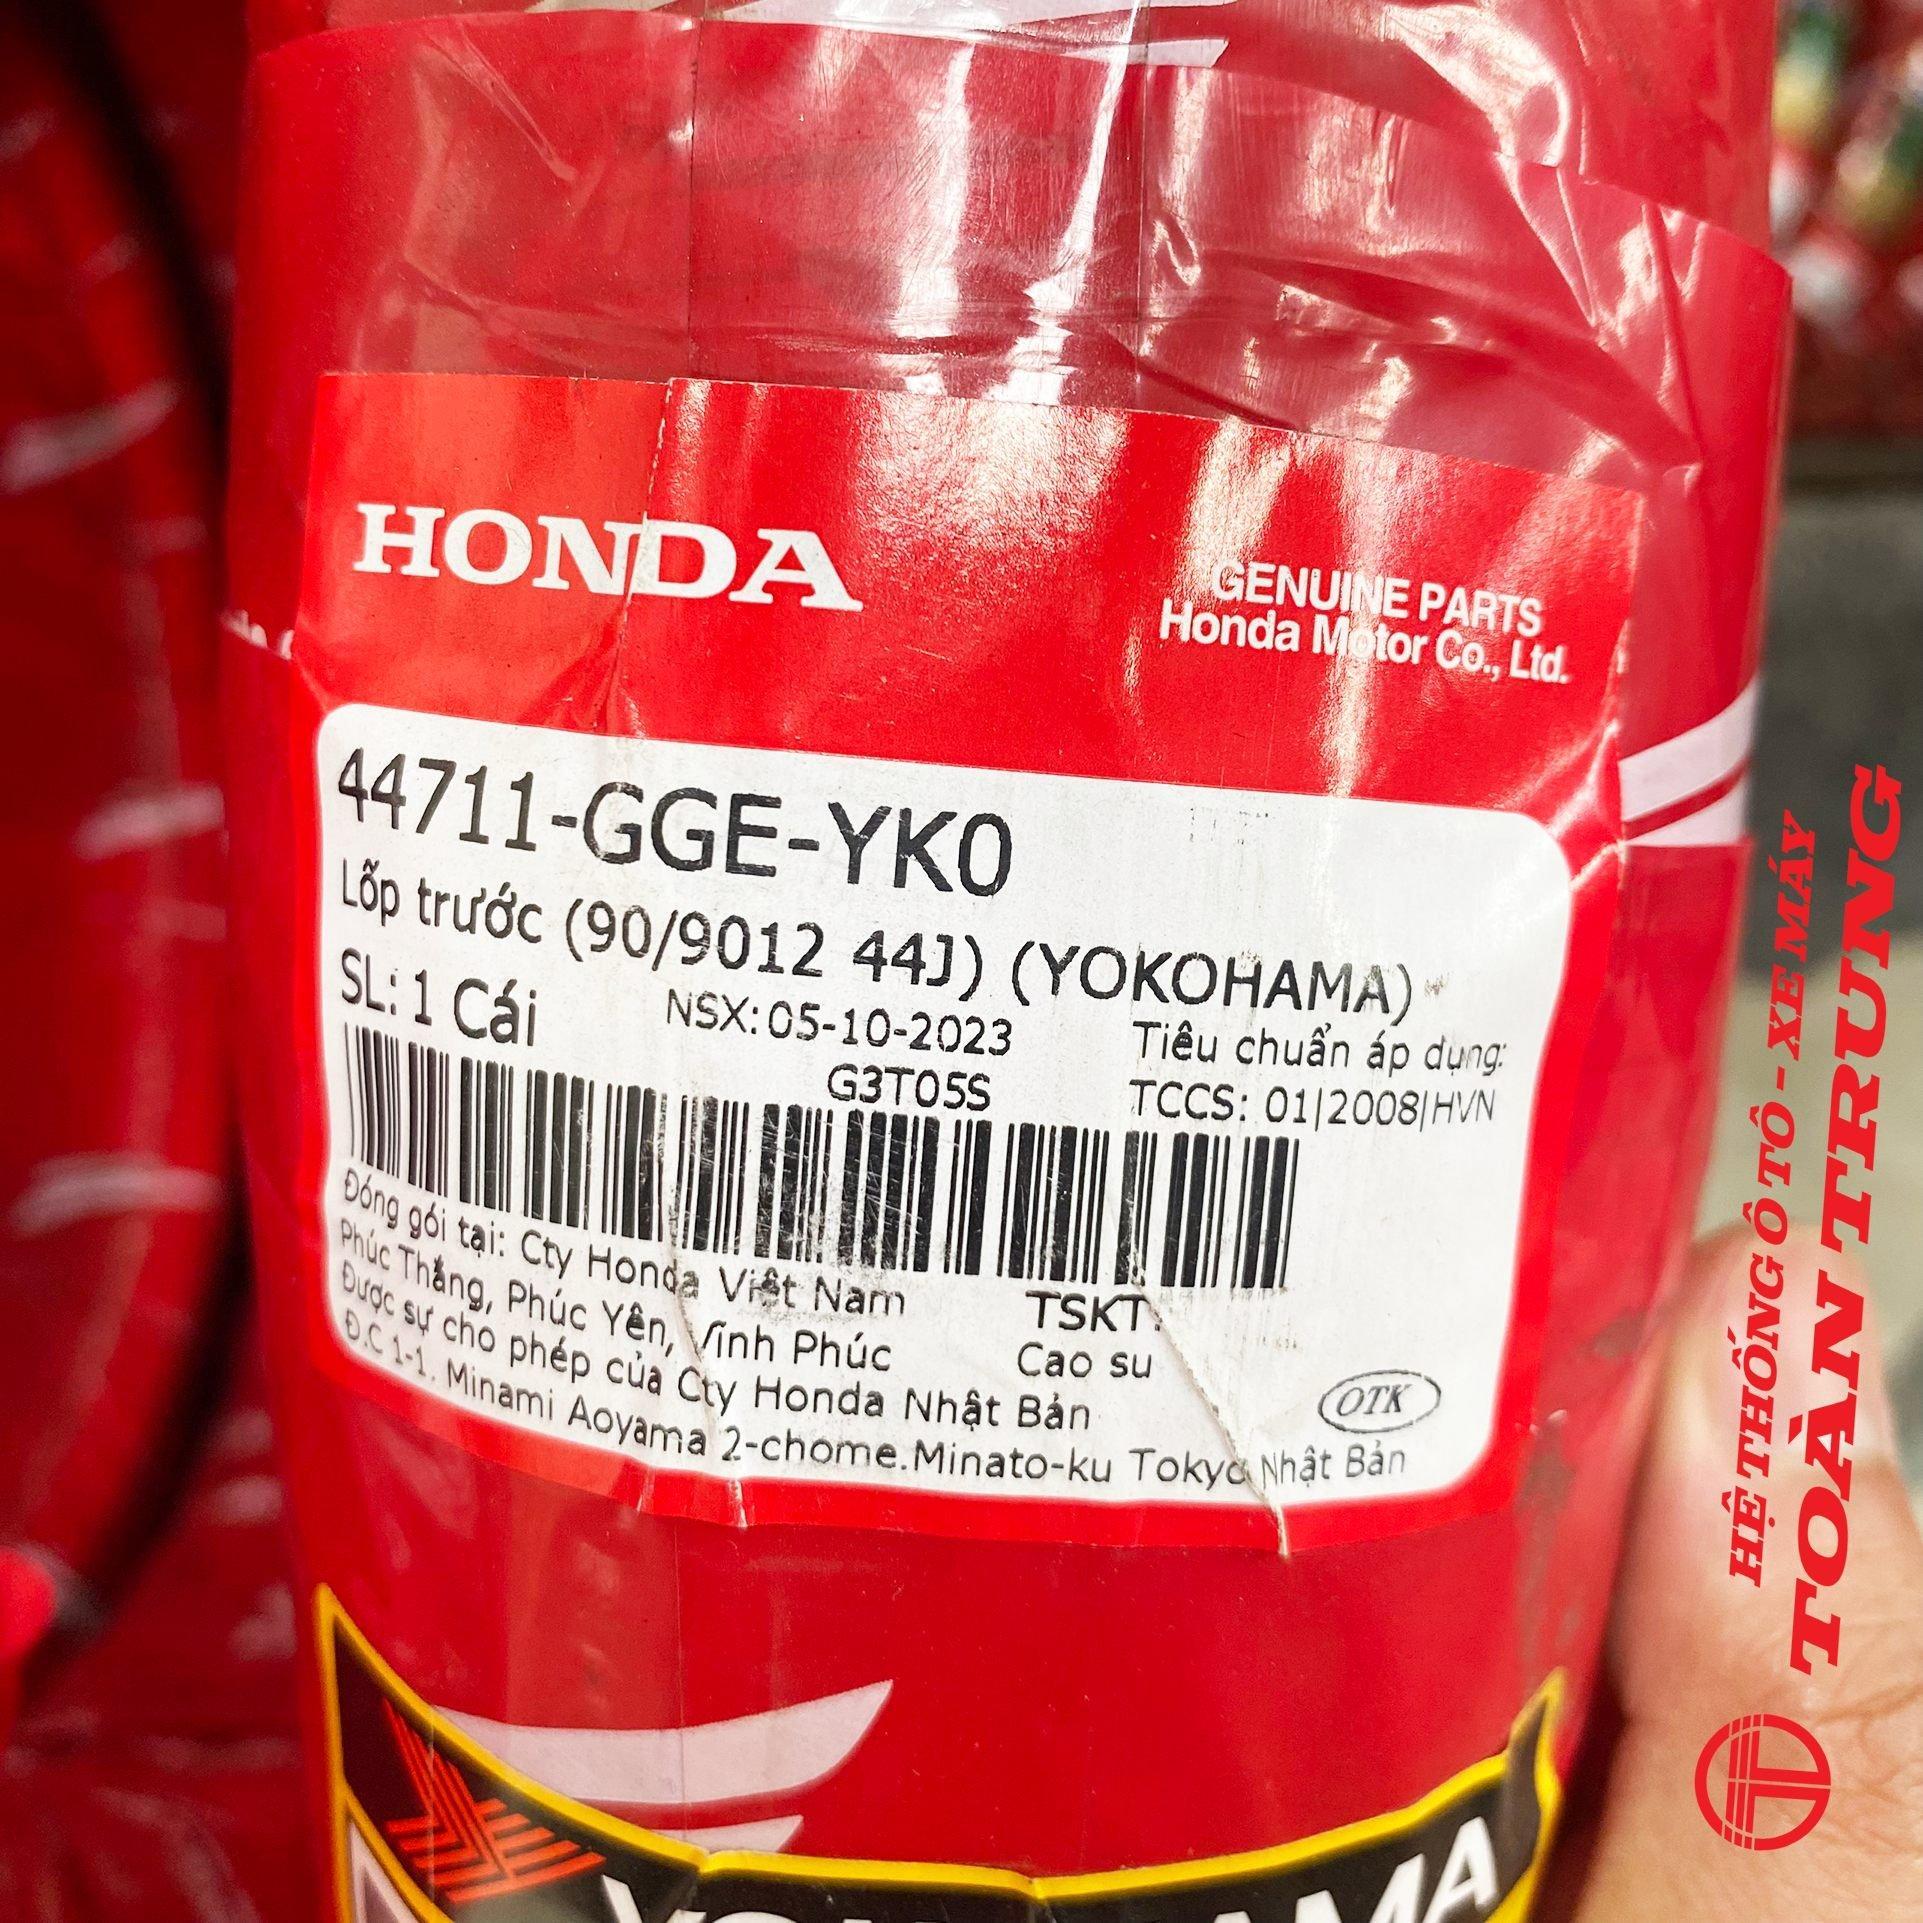 HONDA
GENUINE PARTS
Honda Motor Co., Ltd.
44711-GGE-YK0
Lốp trước (90/9012 44J) (YOKOHAMA)
SL: 1 Cái
NSX: 05-10-2023
G3T05S
Tiêu chuẩn áp dụng:
TCCS: 01|2008|HVN
Đóng gói tại: Cty Honda Việt Nam
Phúc Thắng, Phúc Yên, Vĩnh Phúc
Được sự cho phép của Cty Honda Nhật Bản
Đ.C 1-1. Minami Aoyama 2-chome.Minato-ku Tokyo Nhật Bản
TSKT:
Cao su
OTK
HỆ THỐNG Ô TÔ - XE MÁY
TOÀN TRUNG